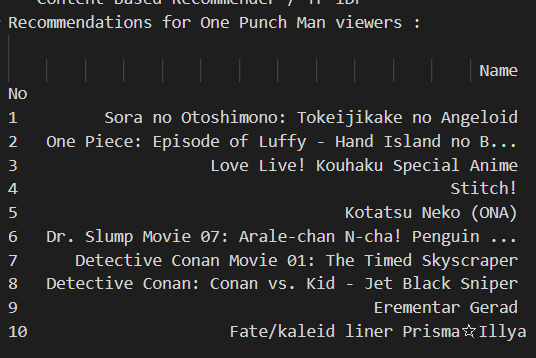 Content Based Recommender / TF IDF
Recommendations for One Punch Man viewers :
Name
No
1 Sora no Otoshimono: Tokeijikake no Angeloid
2 One Piece: Episode of Luffy - Hand Island no B...
3 Love Live! Kouhaku Special Anime
4 Stitch!
5 Kotatsu Neko (ONA)
6 Dr. Slump Movie 07: Arale-chan N-cha! Penguin ...
7 Detective Conan Movie 01: The Timed Skyscraper
8 Detective Conan: Conan vs. Kid - Jet Black Sniper
9 Erementar Gerad
10 Fate/kaleid liner Prisma☆Illya